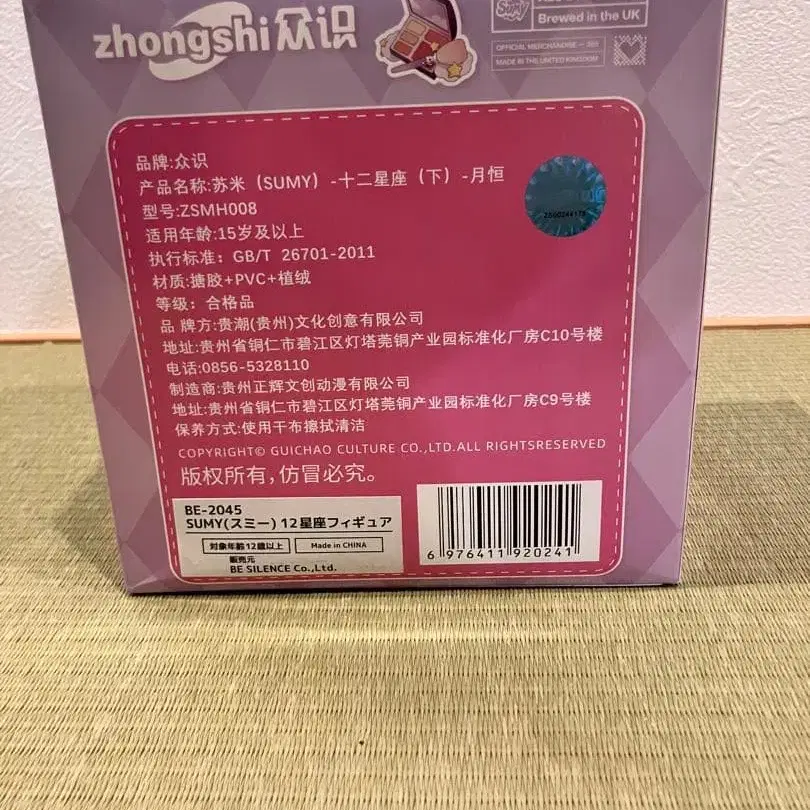 zhongshi众识
SUMY
Brewed in the UK
OFFICIAL MERCHANDISE
MADE IN THE UNITED KINGDOM
品牌:众识
产品名称:苏米（SUMY）-十二星座（下）-月恒
型号:ZSMH008
适用年龄:15岁及以上
执行标准: GB/T 26701-2011
材质:搪胶+PVC+植绒
等级: 合格品
品 牌方:贵潮(贵州)文化创意有限公司
地址:贵州省铜仁市碧江区灯塔莞铜产业园标准化厂房C10号楼
电话:0856-5328110
制造商:贵州正辉文创动漫有限公司
地址:贵州省铜仁市碧江区灯塔莞铜产业园标准化厂房C9号楼
保养方式:使用干布擦拭清洁
COPYRIGHT© GUICHAO CULTURE CO.,LTD.ALL RIGHTSRESERVED
版权所有,仿冒必究。
BE-2045
SUMY(スミー) 12星座フィギュア
対象年齢12歳以上
Made in CHINA
販売元
BE SILENCE Co.,Ltd.
6 976411 920241